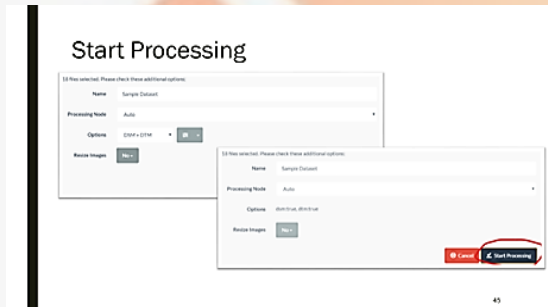 Start Processing
18 files selected. Please check these additional options:
Name Sample Dataset
Processing Node Auto
Options DSM + DTM
Resize Images No
files selected. Please check these additional options:
Name Sample Dataset
Processing Node Auto
Options dsm:true, dtm:true
Resize Images No
Cancel Start Processing
45